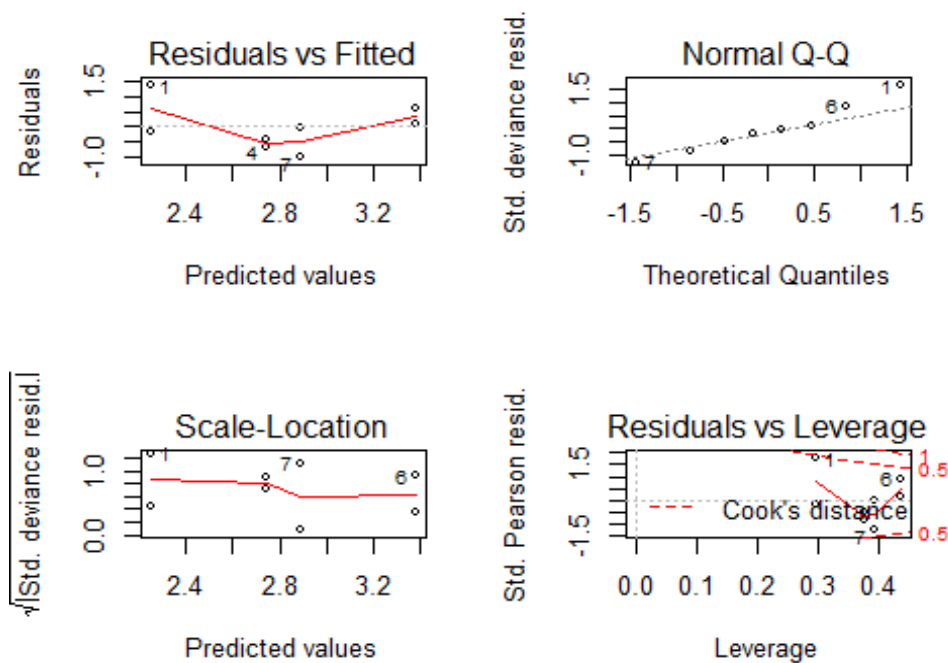 Residuals vs Fitted
Residuals
1.5
-1.0
1
4
7
2.4 2.8 3.2
Predicted values
Normal Q-Q
Std. deviance resid.
1.5
-1.0
1
6
7
-1.5 -0.5 0.5 1.5
Theoretical Quantiles
Scale-Location
√|Std. deviance resid.|
1.0
0.0
1
7
6
2.4 2.8 3.2
Predicted values
Residuals vs Leverage
Std. Pearson resid.
1.5
-1.5
1
6
7
1
0.5
0.5
Cook's distance
0.0 0.1 0.2 0.3 0.4
Leverage